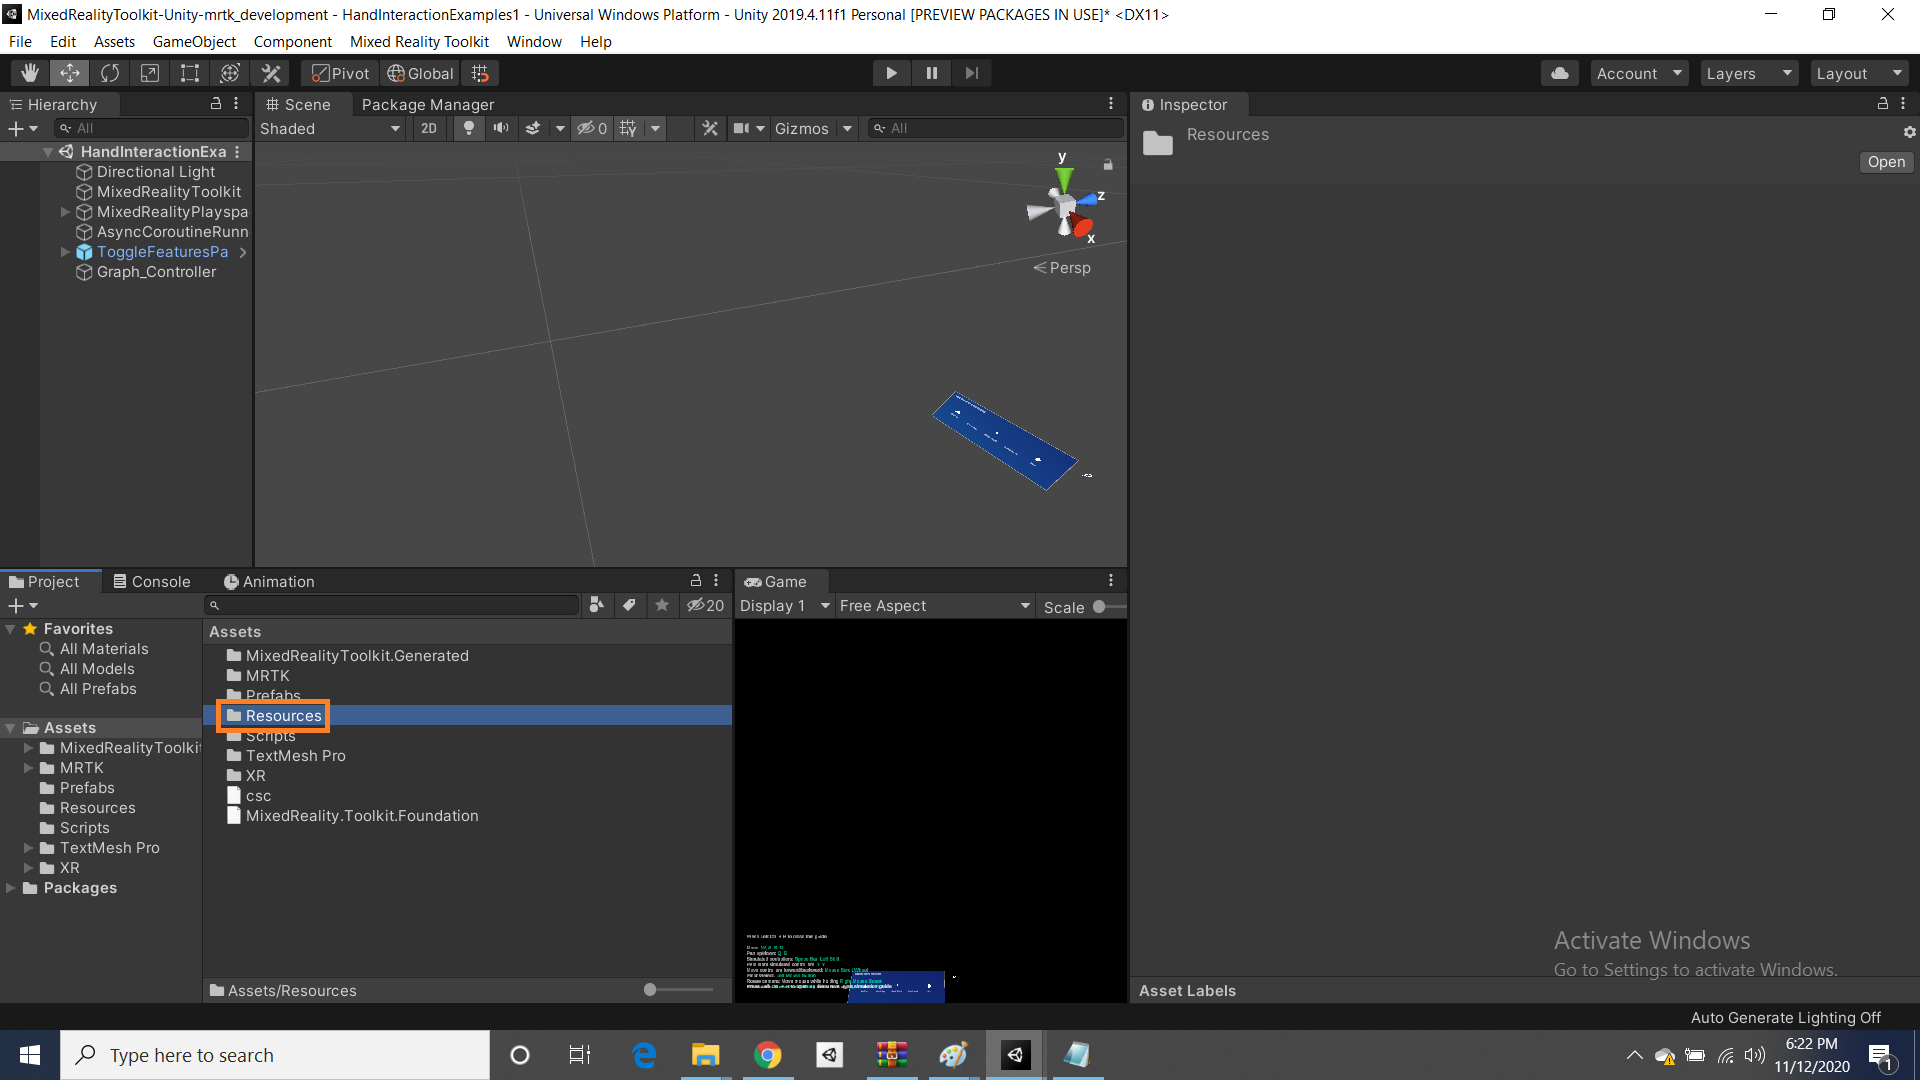 MixedRealityToolkit-Unity-mrtk_development - HandInteractionExamples1 - Universal Windows Platform - Unity 2019.4.11f1 Personal [PREVIEW PACKAGES IN USE]* <DX11>
File Edit Assets GameObject Component Mixed Reality Toolkit Window Help
Pivot Global Account Layers Layout
Hierarchy
All
HandInteractionExa
Directional Light
MixedRealityToolkit
MixedRealityPlayspa
AsyncCoroutineRunn
ToggleFeaturesPa
Graph_Controller
Scene Package Manager
Shaded 2D 0 Gizmos All
y
z
x
Persp
Inspector
Resources
Open
Project Console Animation
20
Favorites
All Materials
All Models
All Prefabs
Assets
MixedRealityToolkit
MRTK
Prefabs
Resources
Scripts
TextMesh Pro
XR
Packages
Assets
MixedRealityToolkit.Generated
MRTK
Prefabs
Resources
Scripts
TextMesh Pro
XR
csc
MixedReality.Toolkit.Foundation
Assets/Resources
Game
Display 1 Free Aspect Scale
Activate Windows
Go to Settings to activate Windows.
Asset Labels
Auto Generate Lighting Off
Type here to search
6:22 PM
11/12/2020
1